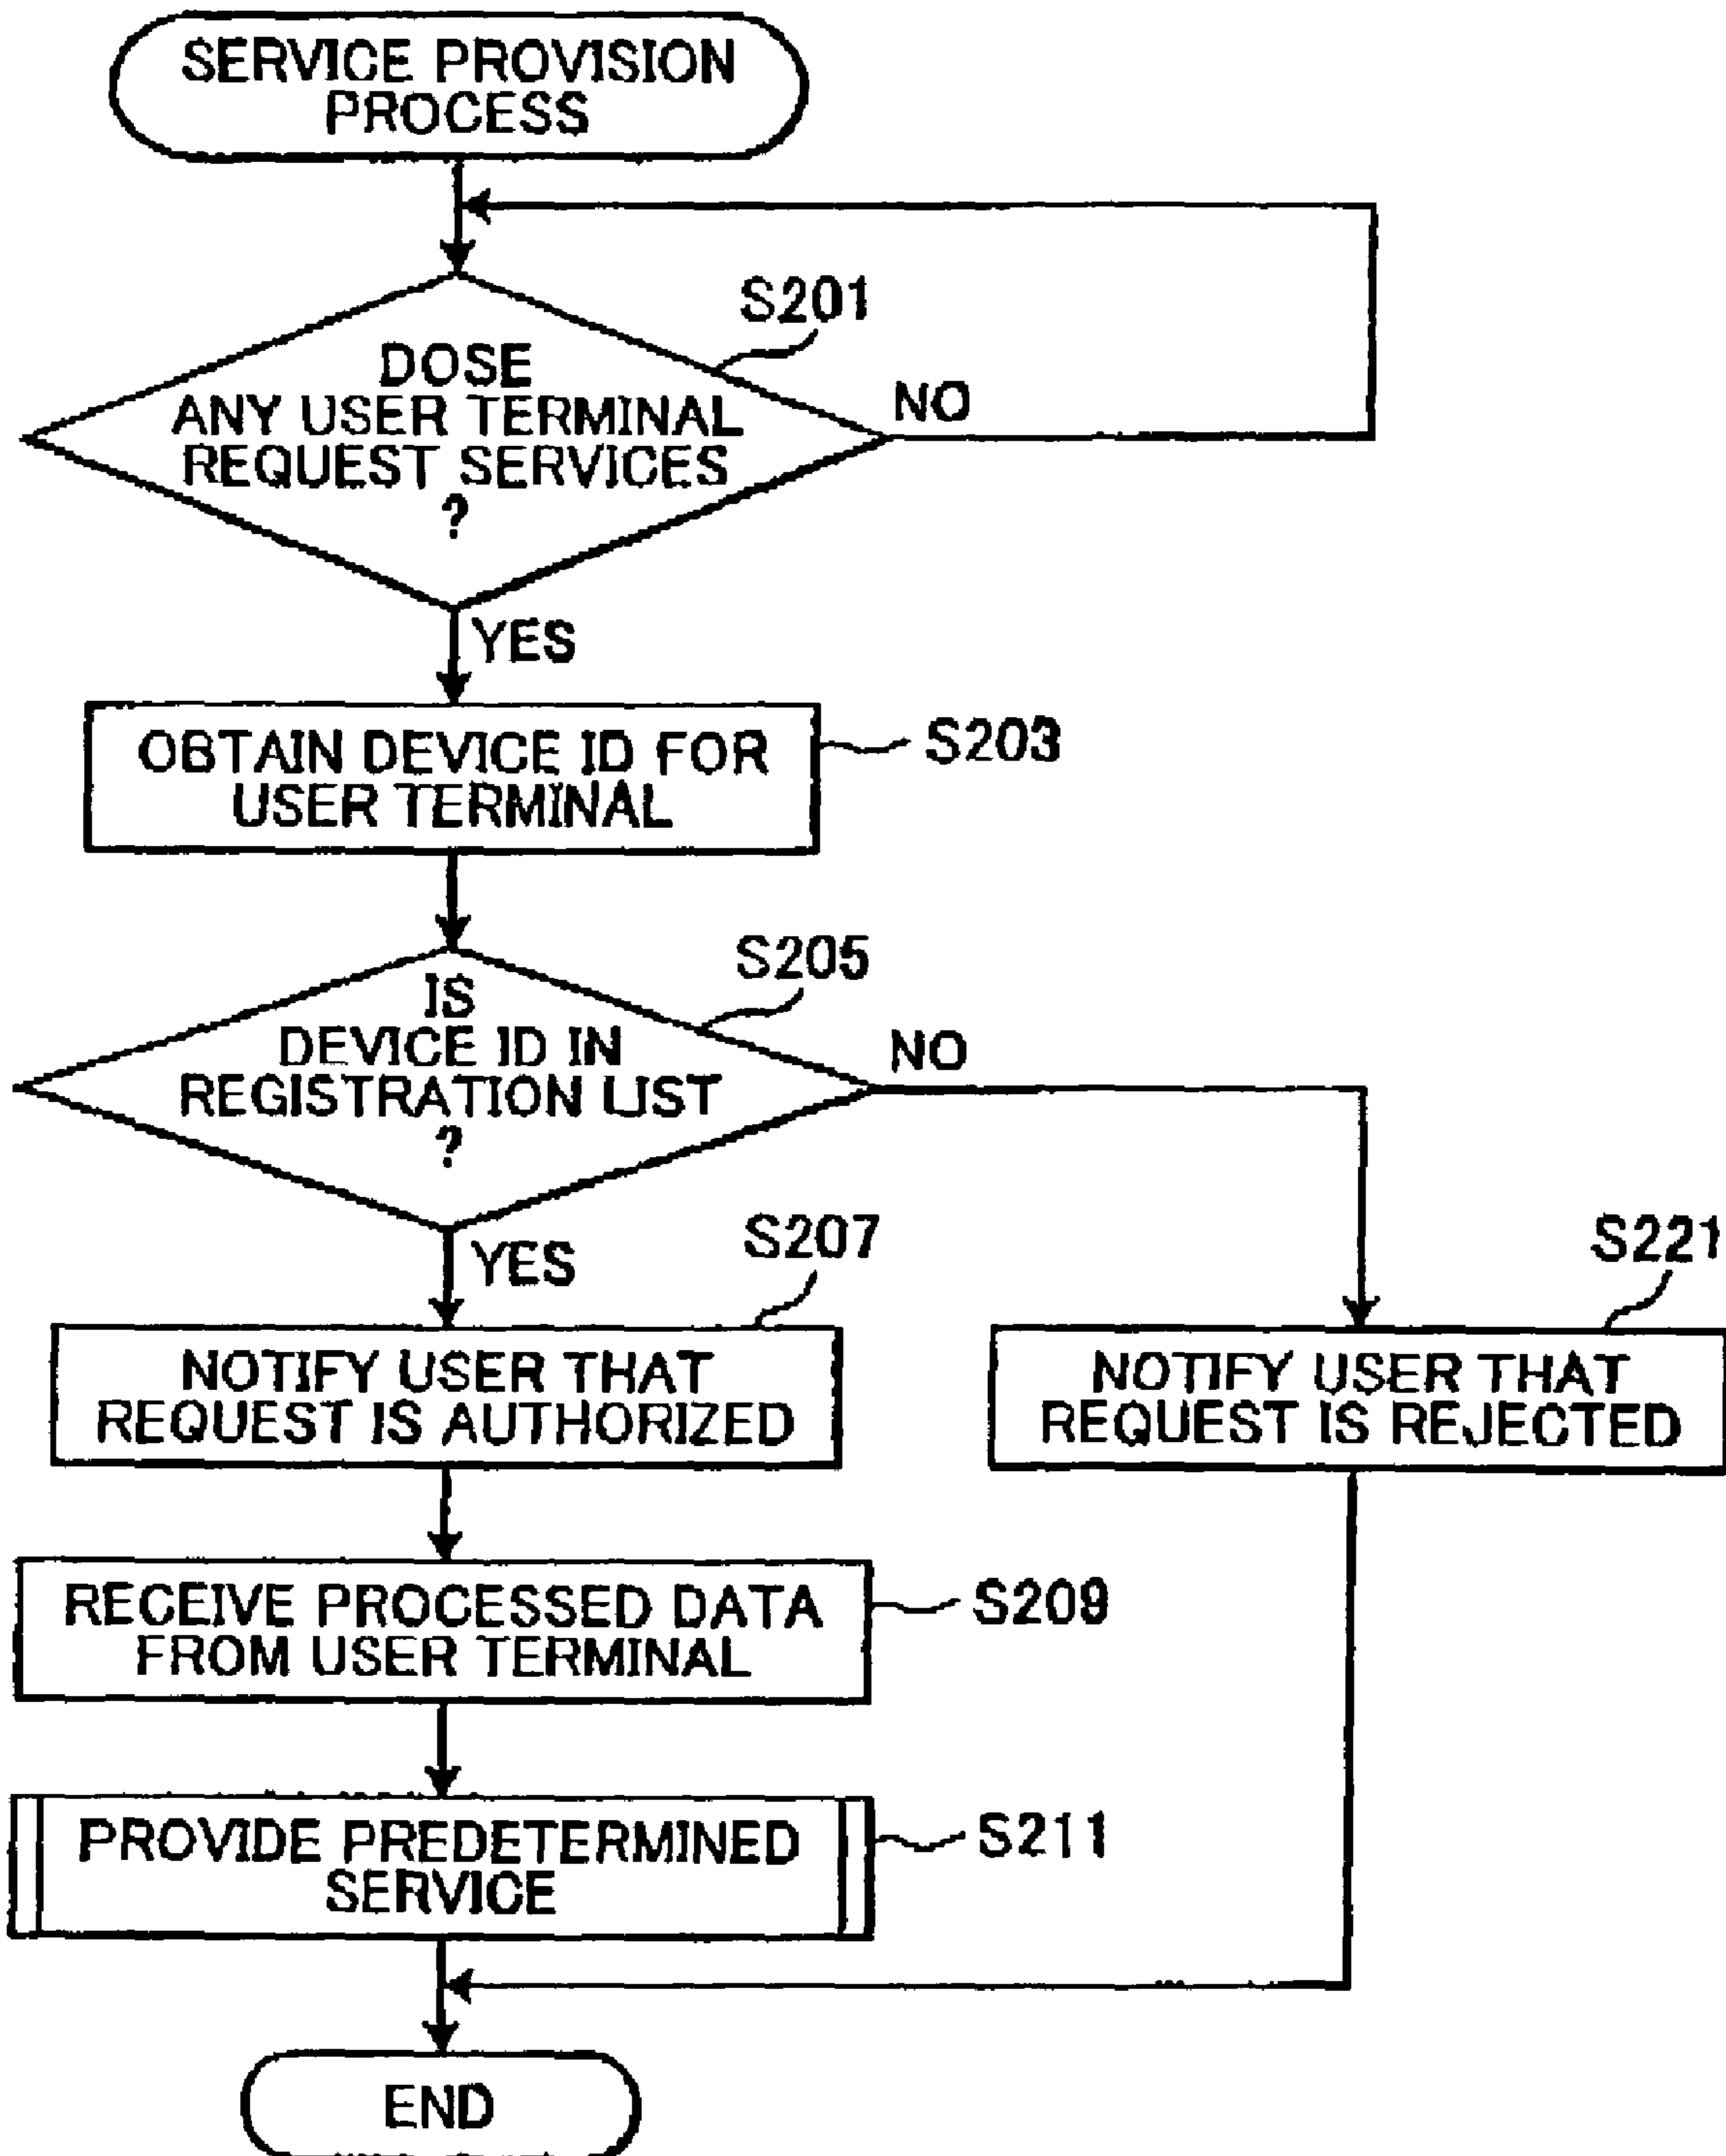 SERVICE PROVISION
PROCESS
S201
DOSE
ANY USER TERMINAL
REQUEST SERVICES
?
NO
YES
OBTAIN DEVICE ID FOR
USER TERMINAL
S203
S205
IS
DEVICE ID IN
REGISTRATION LIST
?
NO
YES
S207
NOTIFY USER THAT
REQUEST IS AUTHORIZED
S221
NOTIFY USER THAT
REQUEST IS REJECTED
RECEIVE PROCESSED DATA
FROM USER TERMINAL
S209
PROVIDE PREDETERMINED
SERVICE
S211
END